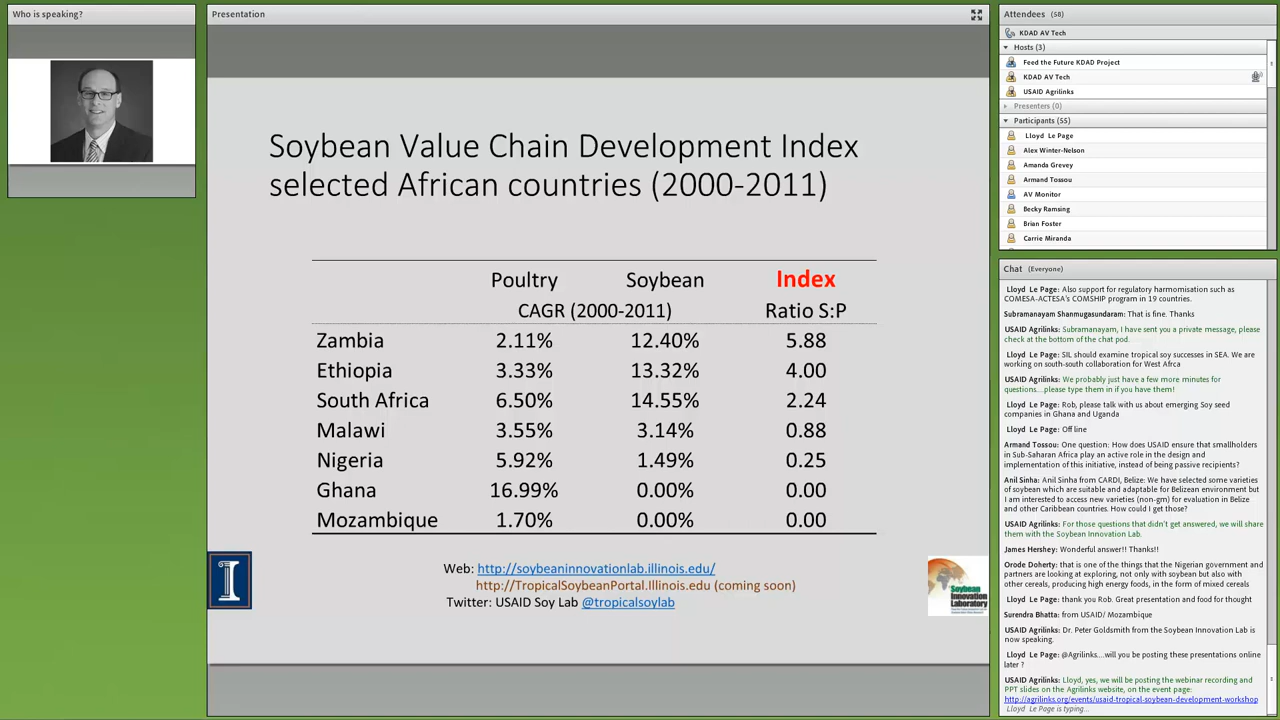 Who is speaking?
Presentation
Soybean Value Chain Development Index
selected African countries (2000-2011)
Poultry Soybean Index
CAGR (2000-2011) Ratio S:P
Zambia 2.11% 12.40% 5.88
Ethiopia 3.33% 13.32% 4.00
South Africa 6.50% 14.55% 2.24
Malawi 3.55% 3.14% 0.88
Nigeria 5.92% 1.49% 0.25
Ghana 16.99% 0.00% 0.00
Mozambique 1.70% 0.00% 0.00
Web: http://soybeaninnovationlab.illinois.edu/
http://TropicalSoybeanPortal.Illinois.edu (coming soon)
Twitter: USAID Soy Lab @tropicalsoylab
I
Soybean
Innovation
Laboratory
Attendees (58)
KDAD AV Tech
Hosts (3)
Feed the Future KDAD Project
KDAD AV Tech
USAID Agrilinks
Presenters (0)
Participants (55)
Lloyd Le Page
Alex Winter-Nelson
Amanda Grevey
Armand Tossou
AV Monitor
Becky Ramsing
Brian Foster
Carrie Miranda
Chat (Everyone)
Lloyd Le Page: Also support for regulatory harmonisation such as
COMESA-ACTESA's COMSHIP program in 19 countries.
Subramanayam Shanmugasundaram: That is fine. Thanks
USAID Agrilinks: Subramanayam, I have sent you a private message, please
check at the bottom of the chat pod.
Lloyd Le Page: SIL should examine tropical soy successes in SEA. We are
working on south-south collaboration for West Afrca
USAID Agrilinks: We probably just have a few more minutes for
questions....please type them in if you have them!
Lloyd Le Page: Rob, please talk with us about emerging Soy seed
companies in Ghana and Uganda
Lloyd Le Page: Off line
Armand Tossou: One question: How does USAID ensure that smallholders
in Sub-Saharan Africa play an active role in the design and
implementation of this initiative, instead of being passive recipients?
Anil Sinha: Anil Sinha from CARDI, Belize: We have selected some varieties
of soybean which are suitable and adaptable for Belizean environment but
I am interested to access new varieties (non-gm) for evaluation in Belize
and other Caribbean countries. How could I get those?
USAID Agrilinks: For those questions that didn't get answered, we will share
them with the Soybean Innovation Lab.
James Hershey: Wonderful answer!! Thanks!!
Orode Doherty: that is one of the things that the Nigerian government and
partners are looking at exploring, not only with soybean but also with
other cereals, producing high energy foods, in the form of mixed cereals
Lloyd Le Page: thank you Rob. Great presentation and food for thought
Surendra Bhatta: from USAID/ Mozambique
USAID Agrilinks: Dr. Peter Goldsmith from the Soybean Innovation Lab is
now speaking.
Lloyd Le Page: @Agrilinks....will you be posting these presentations online
later ?
USAID Agrilinks: Lloyd, yes, we will be posting the webinar recording and
PPT slides on the Agrilinks website, on the event page:
http://agrilinks.org/events/usaid-tropical-soybean-development-workshop
Lloyd Le Page is typing...